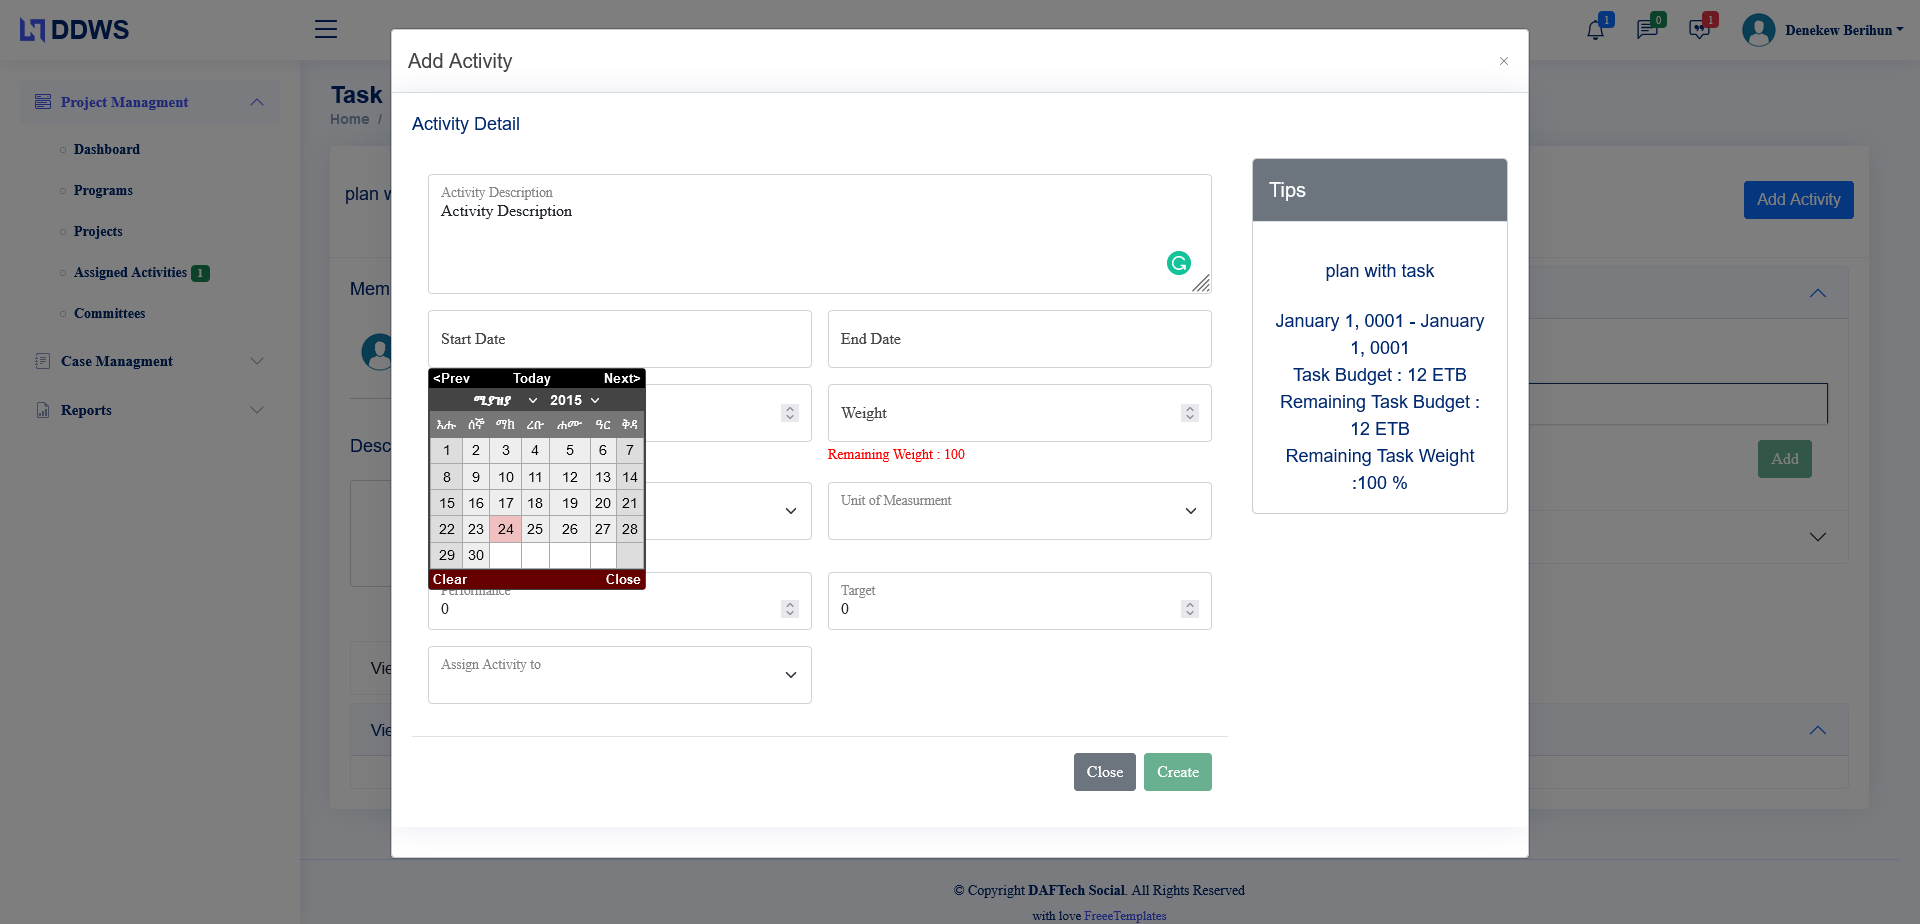 DDWS
1
0
1
Denekew Berihun
Project Managment
Dashboard
Programs
Projects
Assigned Activities 1
Committees
Case Managment
Reports
Task
Home /
plan w
Add Activity
Mem
Desc
Add
Vie
Vie
Add Activity
×
Activity Detail
Activity Description
Activity Description
Start Date
End Date
<Prev Today Next>
ሚያዝያ 2015
እሑ ሰኞ ማክ ረቡ ሐሙ ዓር ቅዳ
1 2 3 4 5 6 7
8 9 10 11 12 13 14
15 16 17 18 19 20 21
22 23 24 25 26 27 28
29 30
Clear Close
Weight
Remaining Weight : 100
Unit of Measurment
Performance
0
Target
0
Assign Activity to
Close
Create
Tips
plan with task
January 1, 0001 - January
1, 0001
Task Budget : 12 ETB
Remaining Task Budget :
12 ETB
Remaining Task Weight
:100 %
© Copyright DAFTech Social. All Rights Reserved
with love FreeeTemplates